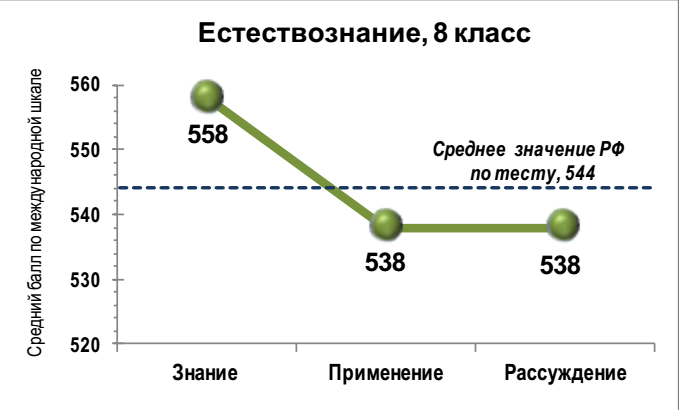 Естествознание, 8 класс
Средний балл по международной шкале
560
550
540
530
520
558
538
538
Среднее значение РФ
по тесту, 544
Знание
Применение
Рассуждение